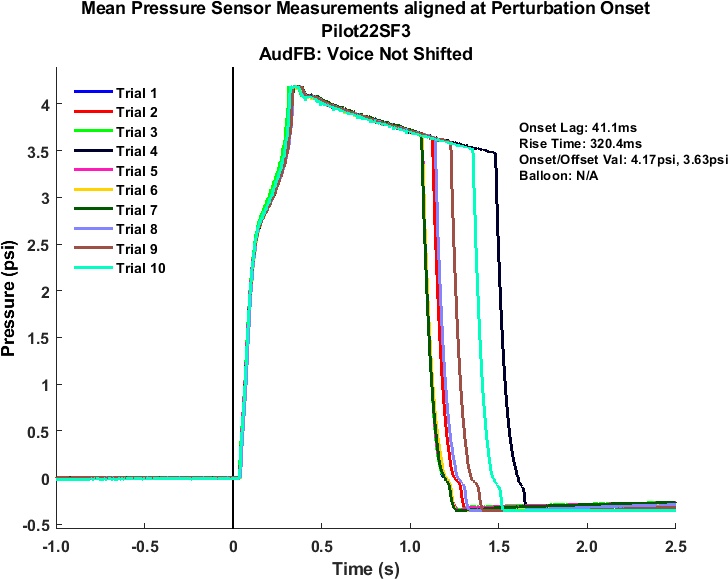 Mean Pressure Sensor Measurements aligned at Perturbation Onset
Pilot22SF3
AudFB: Voice Not Shifted
Trial 1
Trial 2
Trial 3
Trial 4
Trial 5
Trial 6
Trial 7
Trial 8
Trial 9
Trial 10
Onset Lag: 41.1ms
Rise Time: 320.4ms
Onset/Offset Val: 4.17psi, 3.63psi
Balloon: N/A
Pressure (psi)
4
3.5
3
2.5
2
1.5
1
0.5
0
-0.5
-1.0
-0.5
0
0.5
1.0
1.5
2.0
2.5
Time (s)